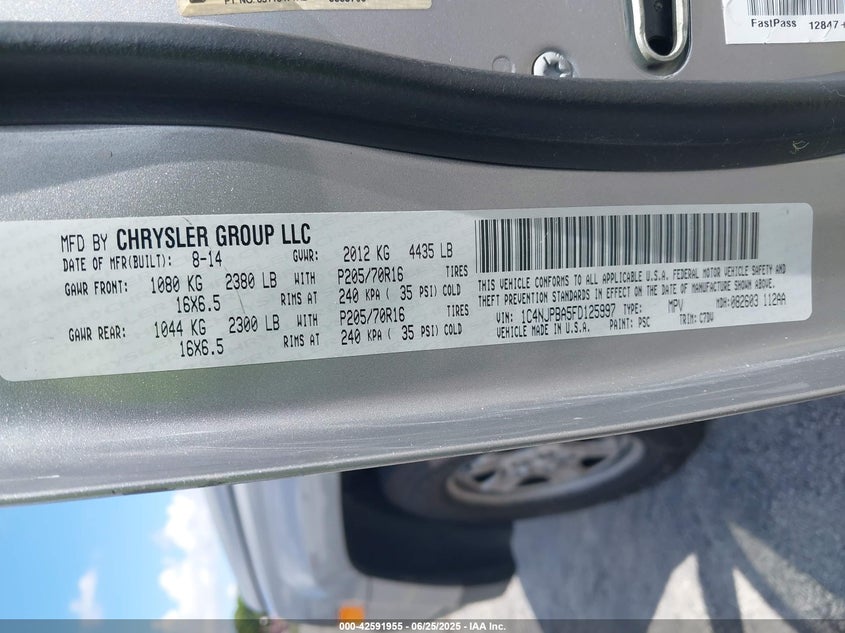 FastPass 12847
MFD BY CHRYSLER GROUP LLC
DATE OF MFR(BUILT): 8-14 GVWR: 2012 KG 4435 LB
GAWR FRONT: 1080 KG 2380 LB WITH P205/70R16 TIRES
16X6.5 RIMS AT 240 KPA ( 35 PSI) COLD
GAWR REAR: 1044 KG 2300 LB WITH P205/70R16 TIRES
16X6.5 RIMS AT 240 KPA ( 35 PSI) COLD
THIS VEHICLE CONFORMS TO ALL APPLICABLE U.S.A. FEDERAL MOTOR VEHICLE SAFETY AND
THEFT PREVENTION STANDARDS IN EFFECT ON THE DATE OF MANUFACTURE SHOWN ABOVE.
VIN: 1C4NJPBA5FD125997 TYPE: MPV MDH: 082603 112AA
VEHICLE MADE IN U.S.A. PAINT: PSC TRIM: C7DV
000-42591955 - 06/25/2025 - IAA Inc.